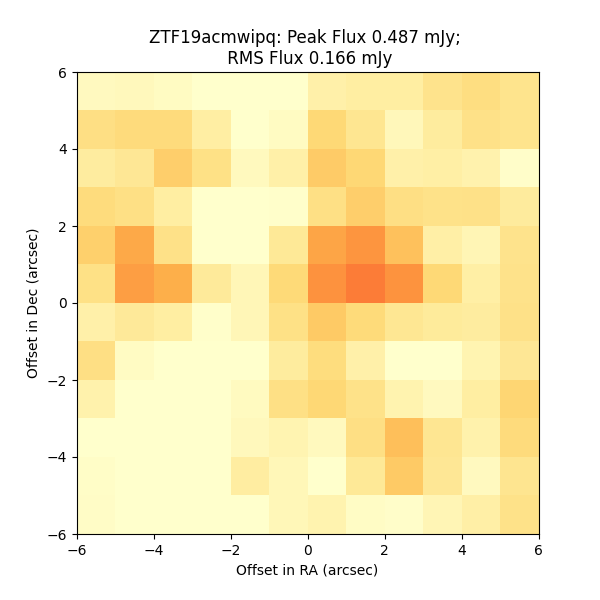 ZTF19acmwipq: Peak Flux 0.487 mJy;
RMS Flux 0.166 mJy
6
4
2
0
−2
−4
−6
Offset in Dec (arcsec)
−6 −4 −2 0 2 4 6
Offset in RA (arcsec)